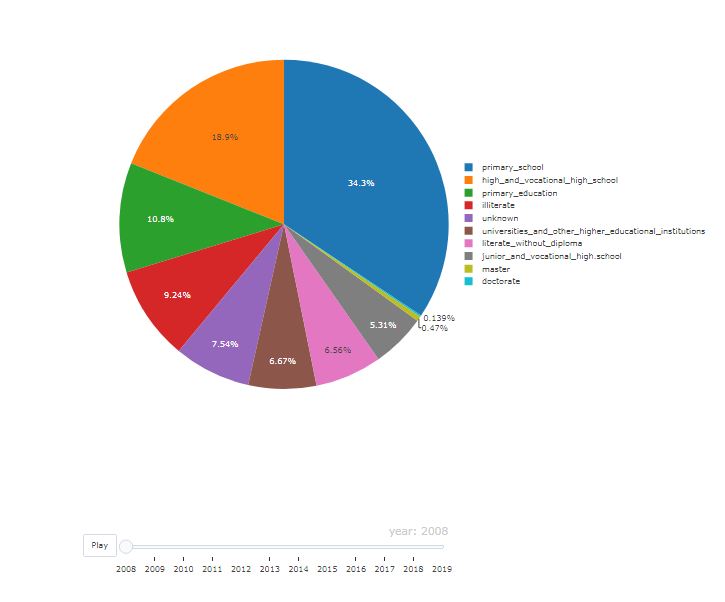 18.9%
34.3%
10.8%
9.24%
7.54%
6.67%
6.56%
5.31%
0.139%
0.47%
primary_school
high_and_vocational_high_school
primary_education
illiterate
unknown
universities_and_other_higher_educational_institutions
literate_without_diploma
junior_and_vocational_high.school
master
doctorate
year: 2008
Play
2008 2009 2010 2011 2012 2013 2014 2015 2016 2017 2018 2019